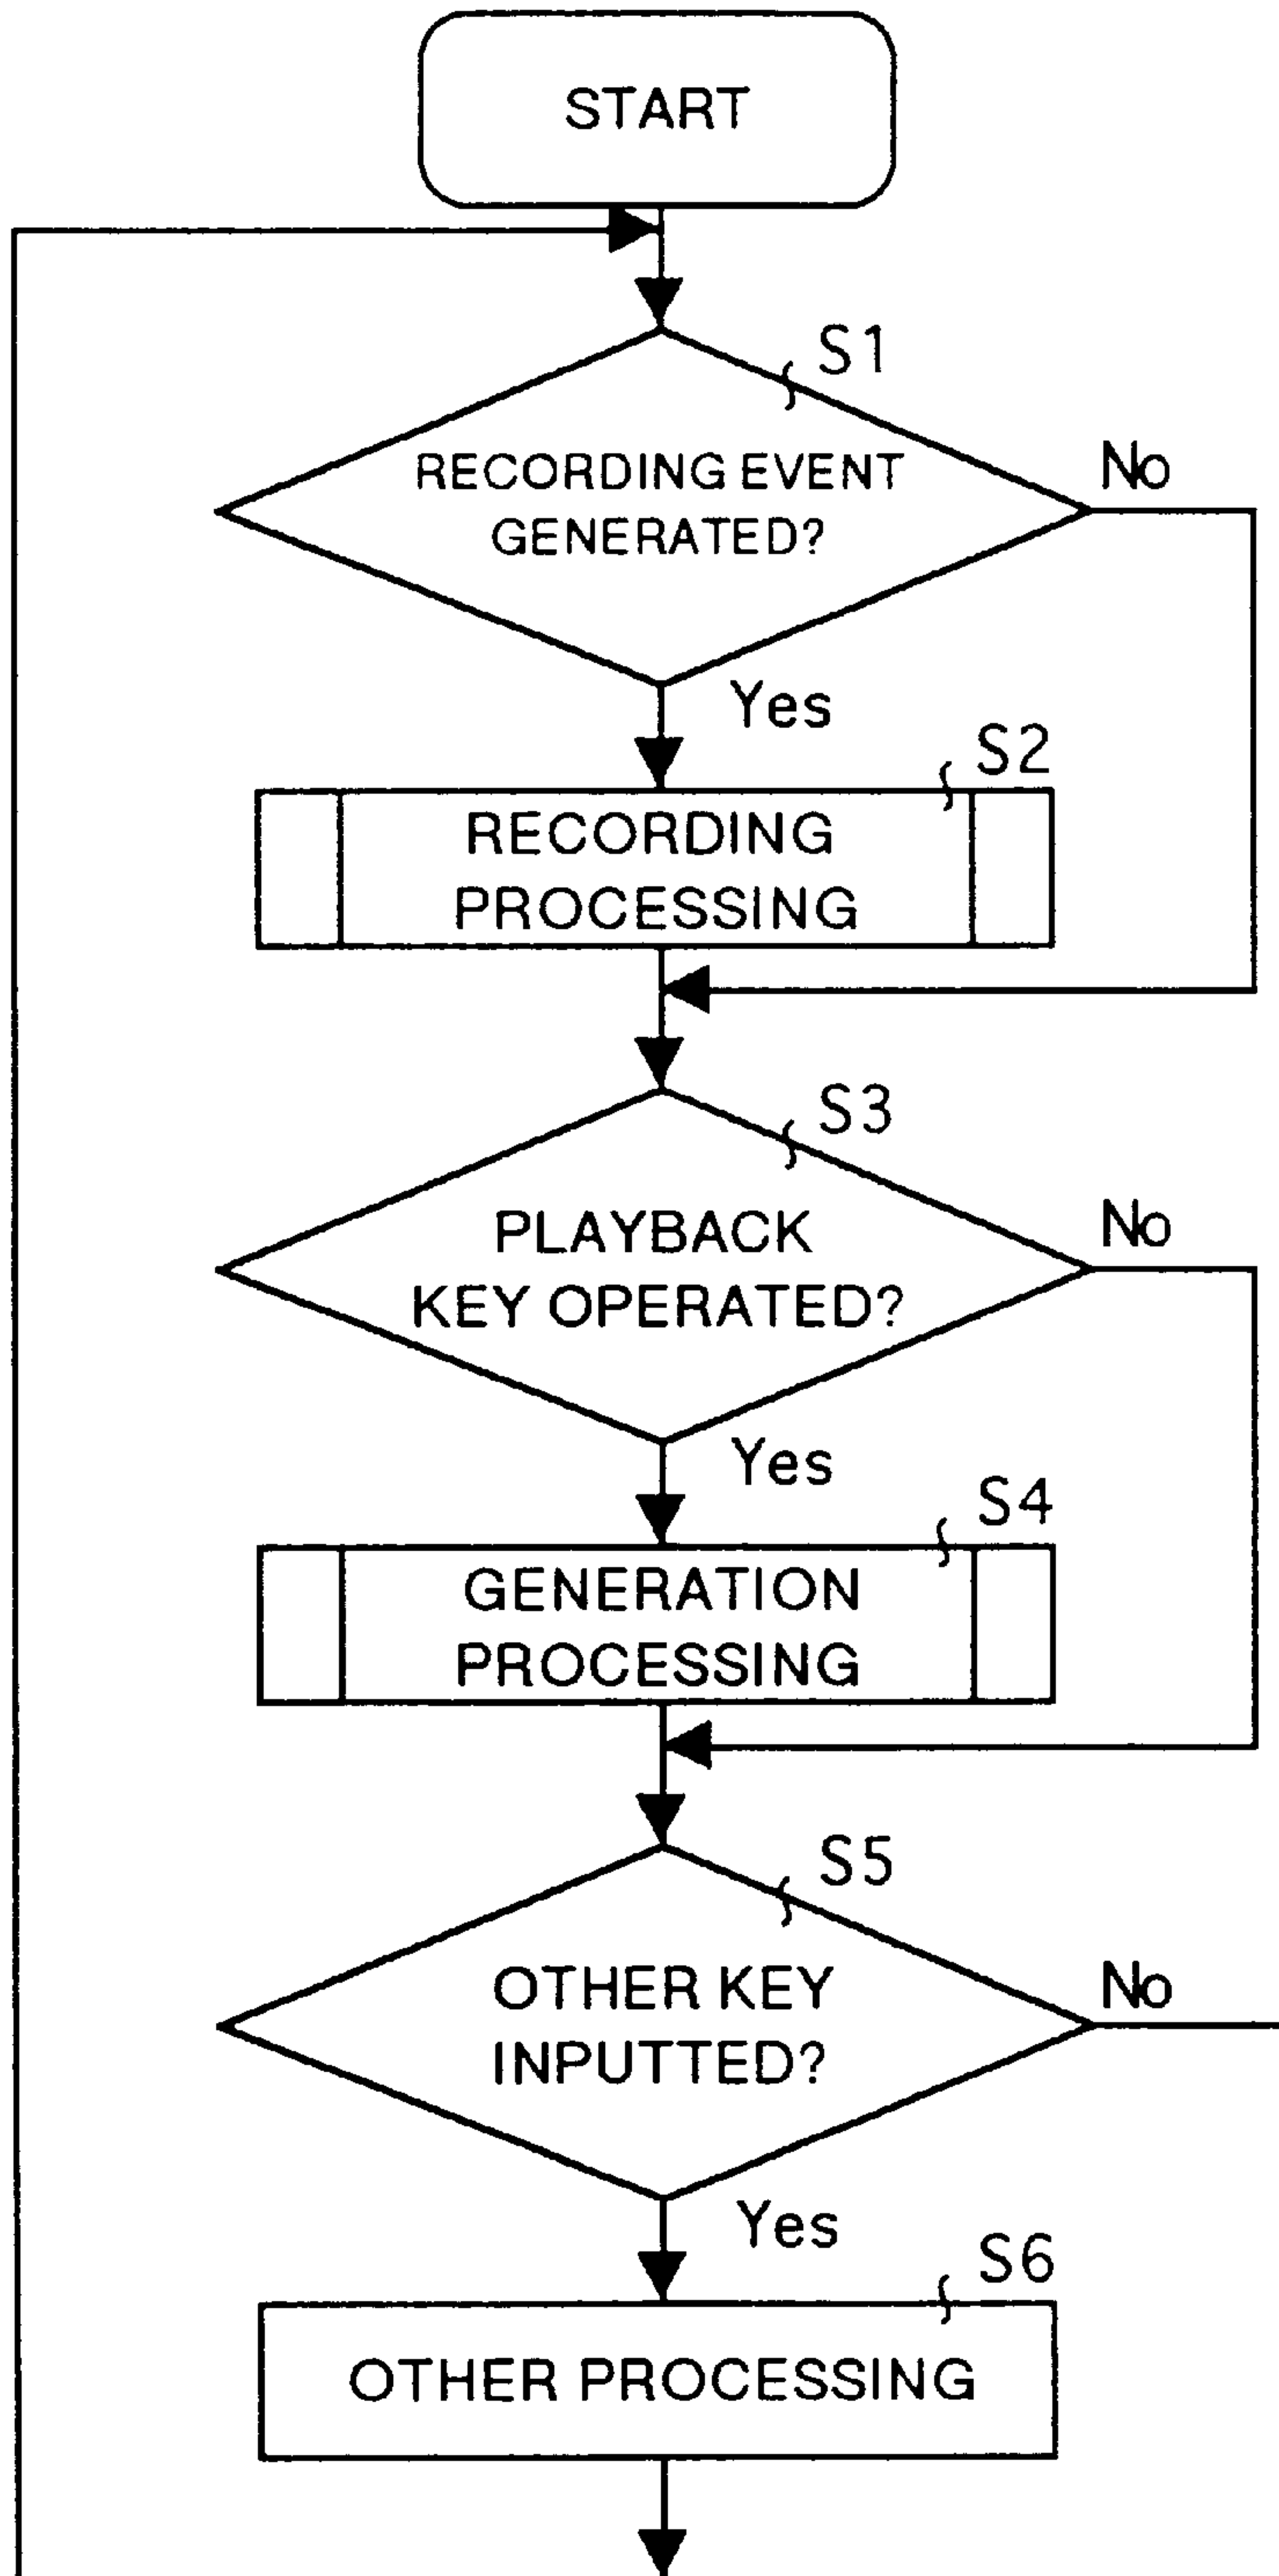 START
S1
RECORDING EVENT
GENERATED?
No
Yes
S2
RECORDING
PROCESSING
S3
PLAYBACK
KEY OPERATED?
No
Yes
S4
GENERATION
PROCESSING
S5
OTHER KEY
INPUTTED?
No
Yes
S6
OTHER PROCESSING